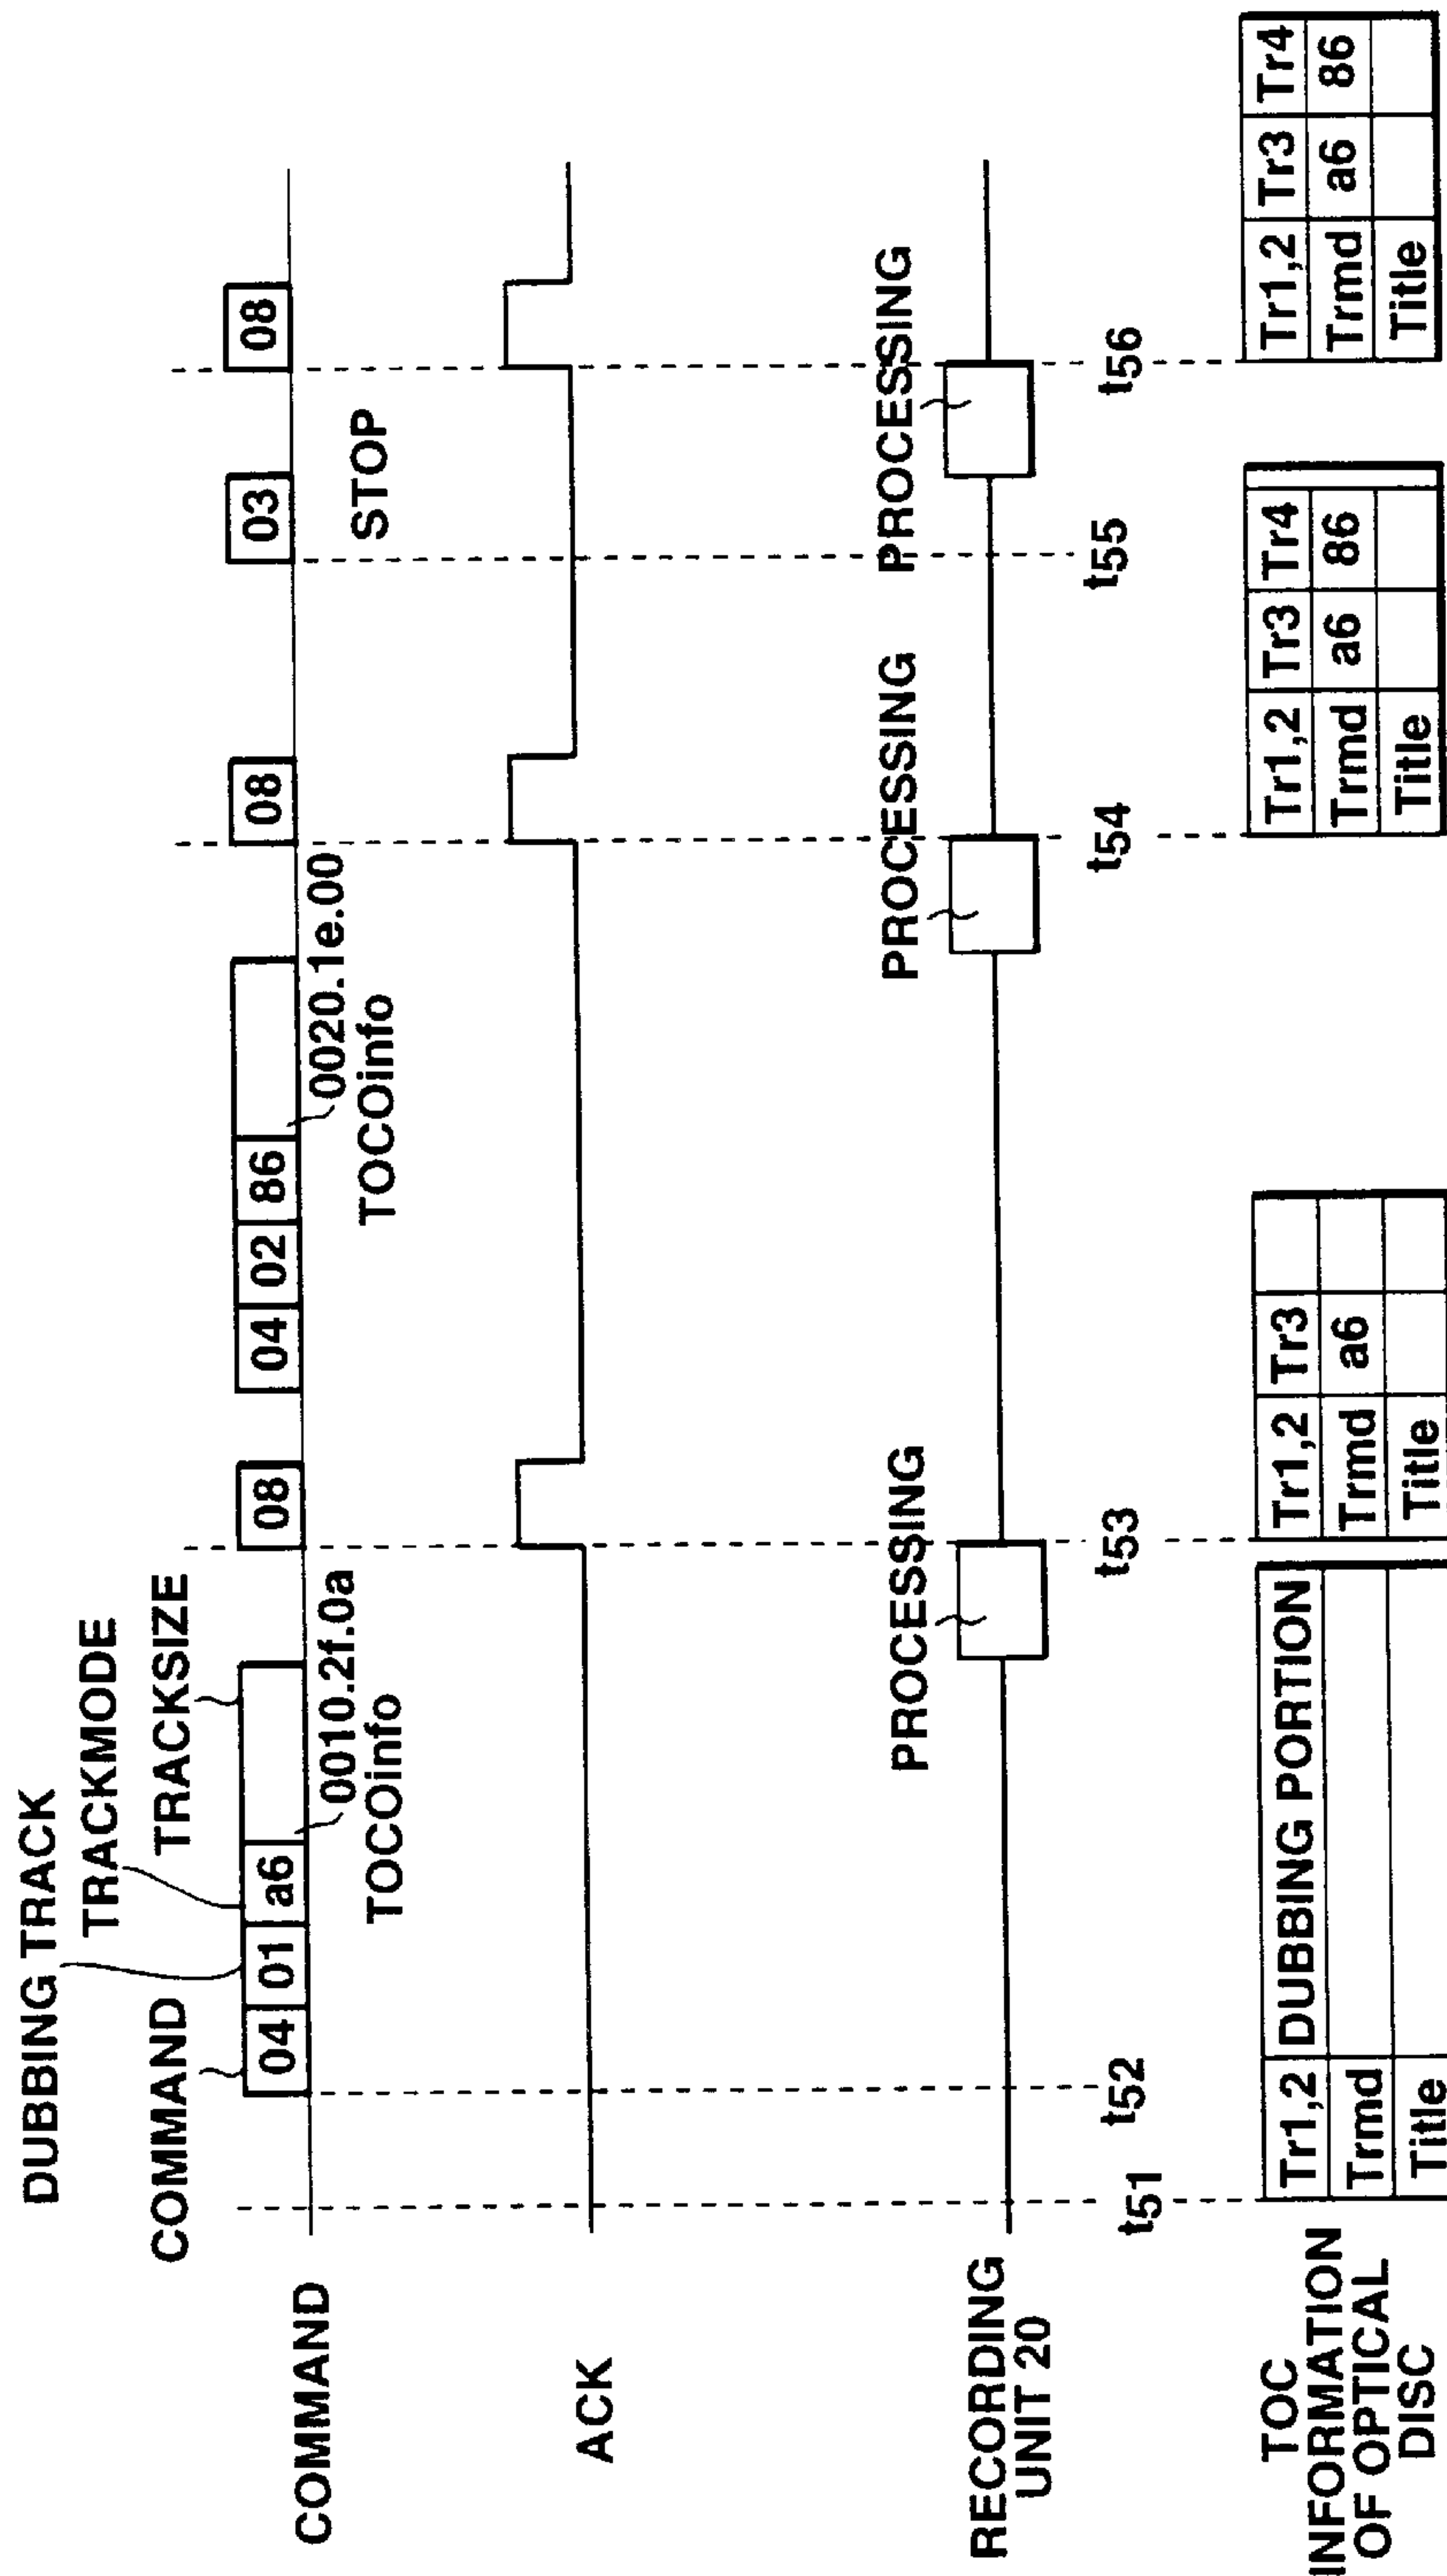 DUBBING TRACK
TRACKMODE
COMMAND
TRACKSIZE
COMMAND
04 01 a6
08
04 02 86
08
03
08
0010.2f.0a
TOCOinfo
0020.1e.00
TOCOinfo
STOP
ACK
PROCESSING
PROCESSING
PROCESSING
RECORDING
UNIT 20
t51
t52
t53
t54
t55
t56
TOC
INFORMATION
OF OPTICAL
DISC
Tr1,2 DUBBING PORTION
Trmd
Title
Tr1,2 Tr3
Trmd a6
Title
Tr1,2 Tr3 Tr4
Trmd a6 86
Title
Tr1,2 Tr3 Tr4
Trmd a6 86
Title